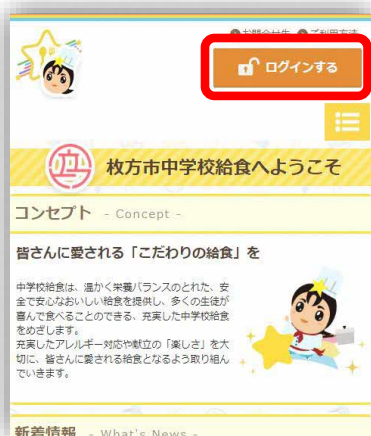 お問合せ先 ご利用方法
ログインする
枚方市中学校給食へようこそ
コンセプト - Concept -
皆さんに愛される「こだわりの給食」を
中学校給食は、温かく栄養バランスのとれた、安
全で安心なおいしい給食を提供し、多くの生徒が
喜んで食べることのできる、充実した中学校給食
をめざします。
充実したアレルギー対応や献立の「楽しさ」を大
切に、皆さんに愛される給食となるよう取り組ん
でいきます。
新着情報 - What's News -